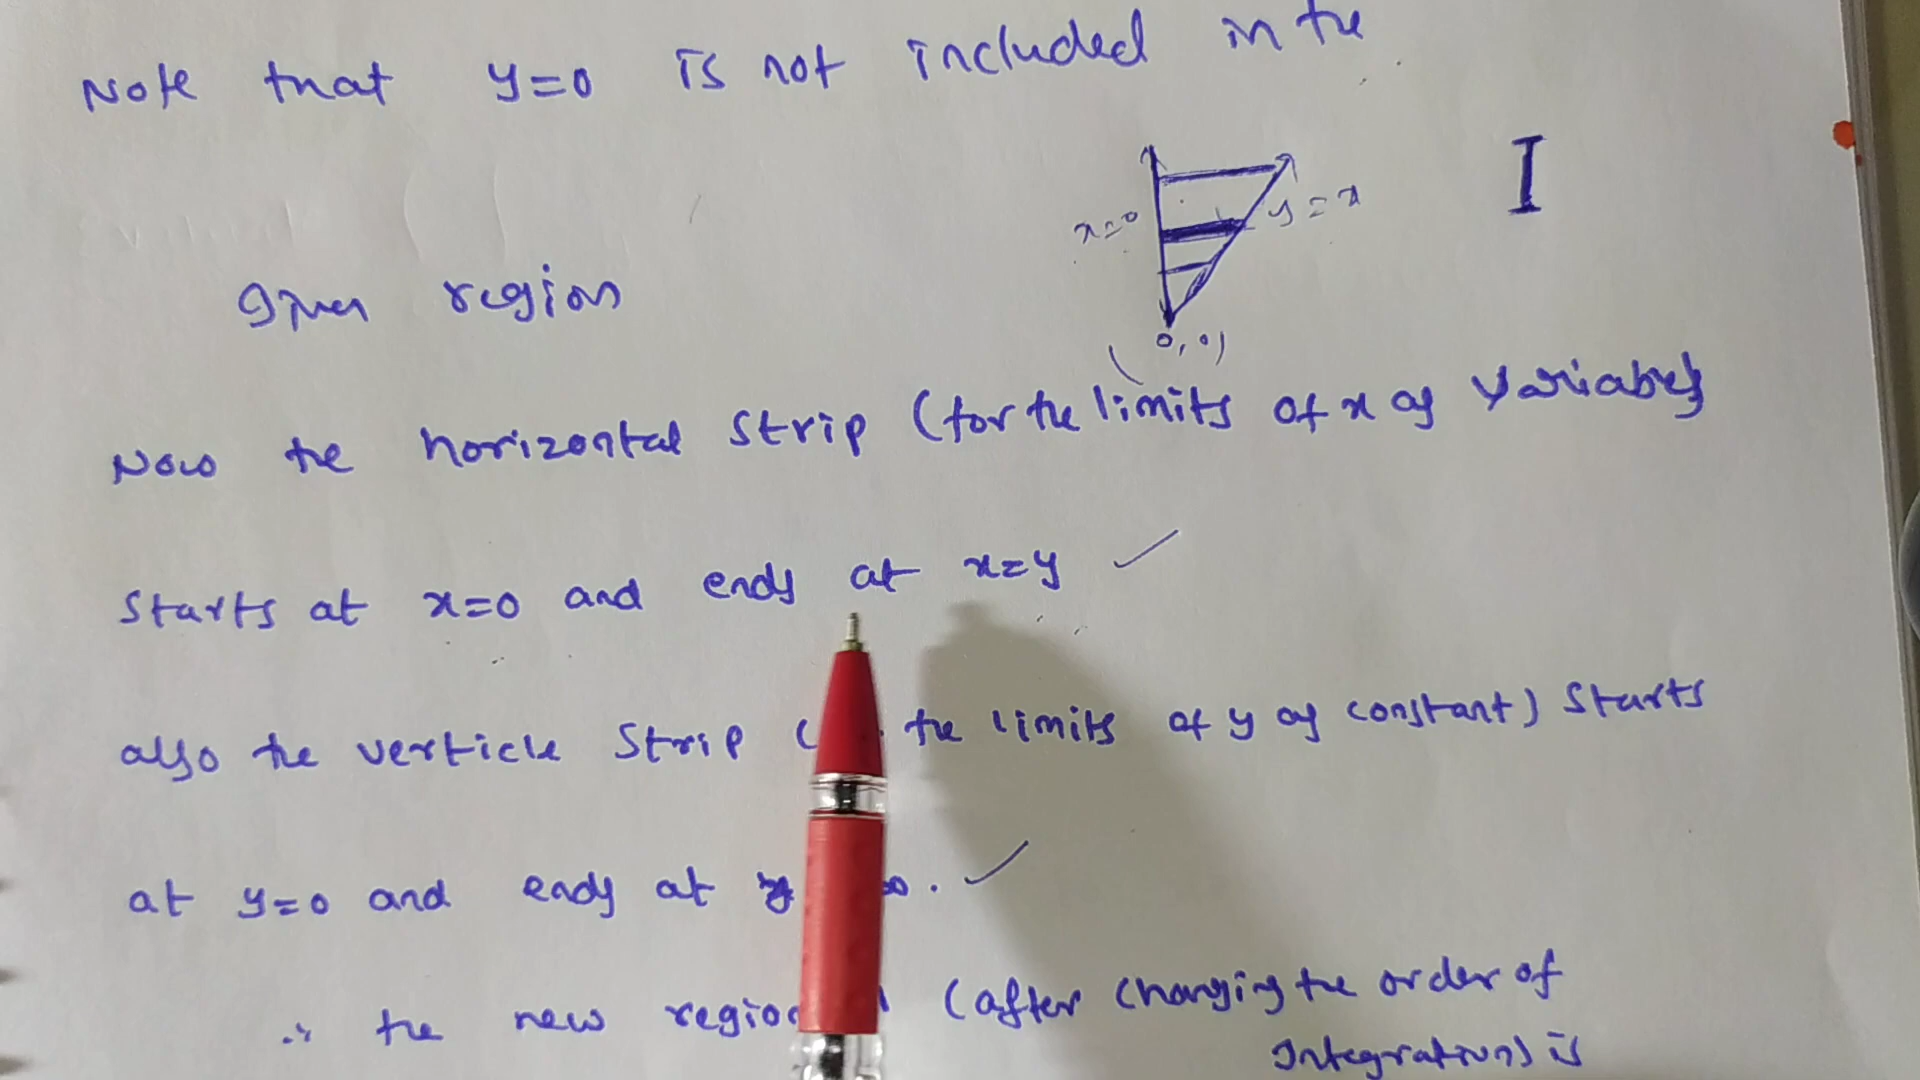 Note that y=0 is not included in the
I
x=0
y=x
Given region
(0,0)
Now the horizontal strip (for the limits of x as variable)
starts at x=0 and ends at x=y ✓
also the verticle strip ( the limits of y as constant) starts
at y=0 and ends at y ∞. ✓
∴ the new region (after changing the order of
Integration) is